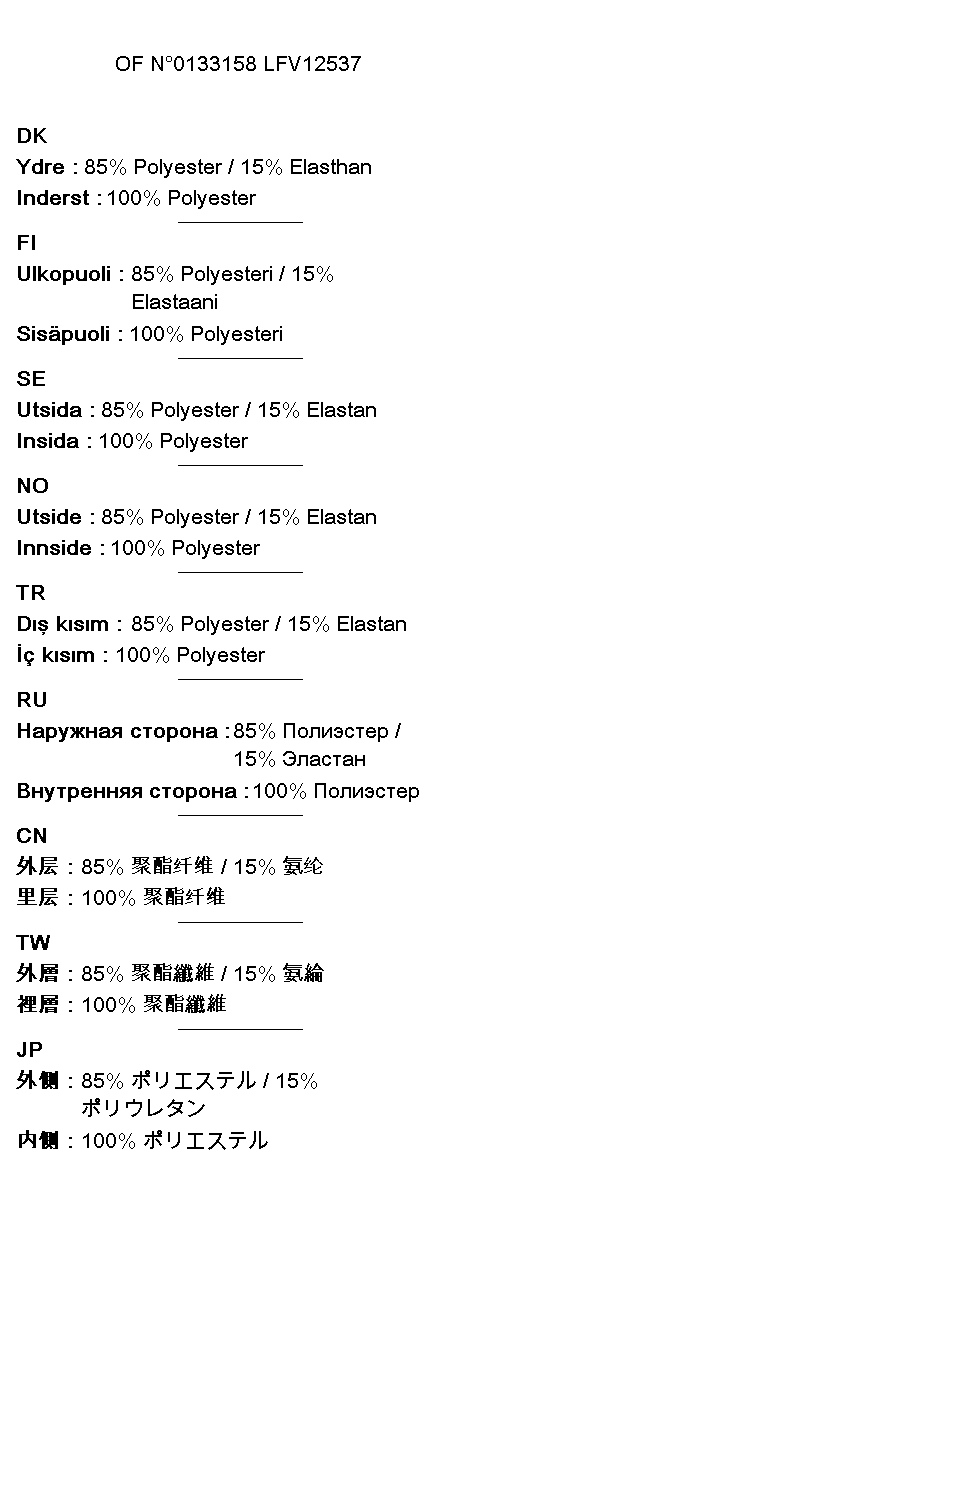 OF N°0133158 LFV12537
DK
Ydre : 85% Polyester / 15% Elasthan
Inderst : 100% Polyester
FI
Ulkopuoli : 85% Polyesteri / 15%
Elastaani
Sisäpuoli : 100% Polyesteri
SE
Utsida : 85% Polyester / 15% Elastan
Insida : 100% Polyester
NO
Utside : 85% Polyester / 15% Elastan
Innside : 100% Polyester
TR
Dış kısım : 85% Polyester / 15% Elastan
İç kısım : 100% Polyester
RU
Наружная сторона : 85% Полиэстер /
15% Эластан
Внутренняя сторона : 100% Полиэстер
CN
外层 : 85% 聚酯纤维 / 15% 氨纶
里层 : 100% 聚酯纤维
TW
外層 : 85% 聚酯纖維 / 15% 氨綸
裡層 : 100% 聚酯纖維
JP
外側 : 85% ポリエステル / 15%
ポリウレタン
内側 : 100% ポリエステル